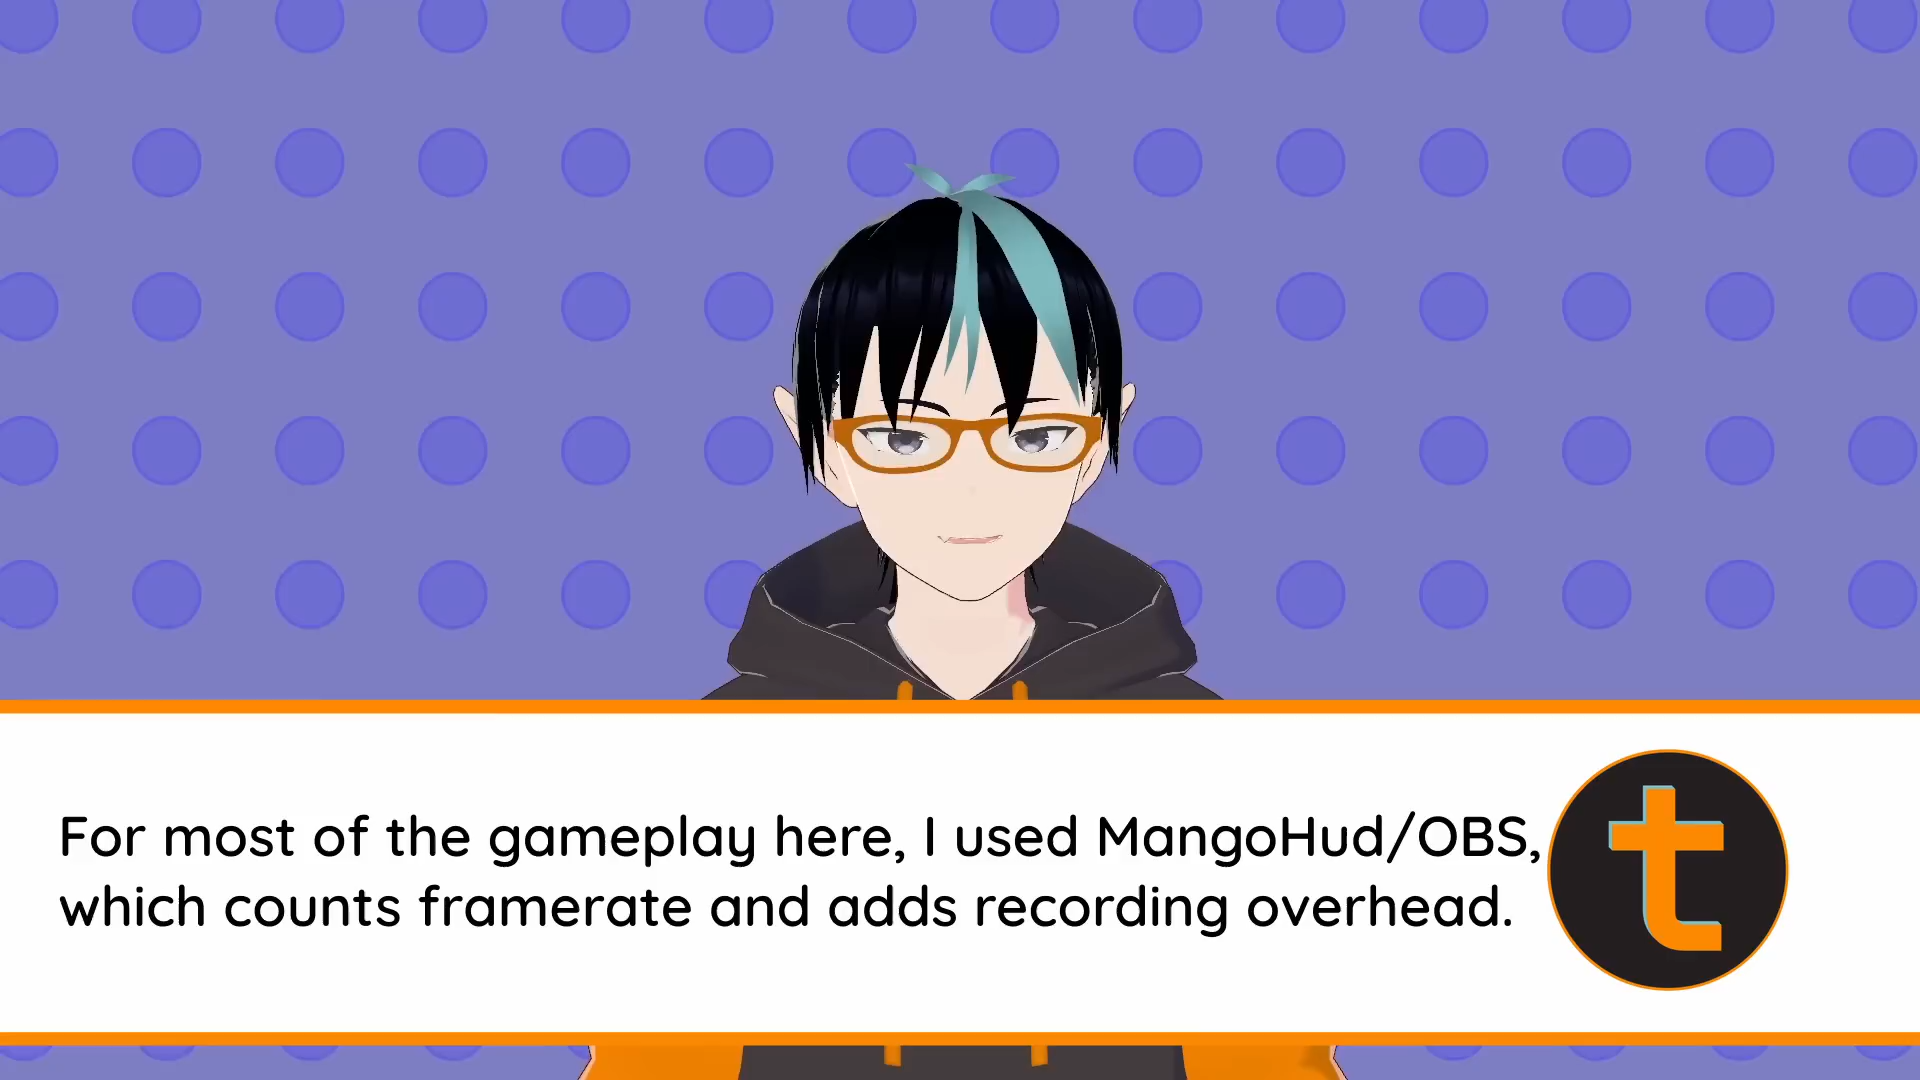 For most of the gameplay here, I used MangoHud/OBS,
which counts framerate and adds recording overhead.
t